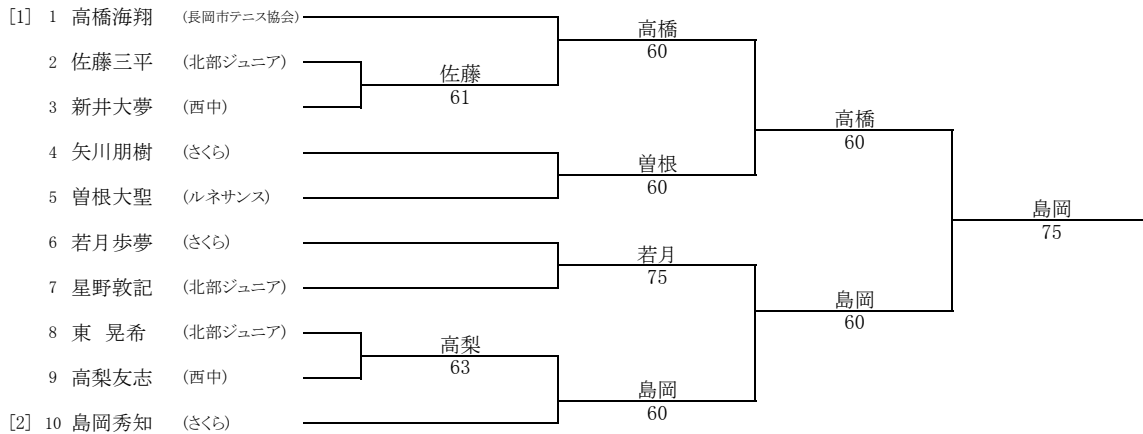 [1] 1 高橋海翔 (長岡市テニス協会)
高橋
60
2 佐藤三平 (北部ジュニア)
佐藤
61
3 新井大夢 (西中)
高橋
60
4 矢川朋樹 (さくら)
曽根
60
5 曽根大聖 (ルネサンス)
島岡
75
6 若月歩夢 (さくら)
若月
75
7 星野敦記 (北部ジュニア)
島岡
60
8 東 晃希 (北部ジュニア)
高梨
63
9 高梨友志 (西中)
島岡
60
[2] 10 島岡秀知 (さくら)